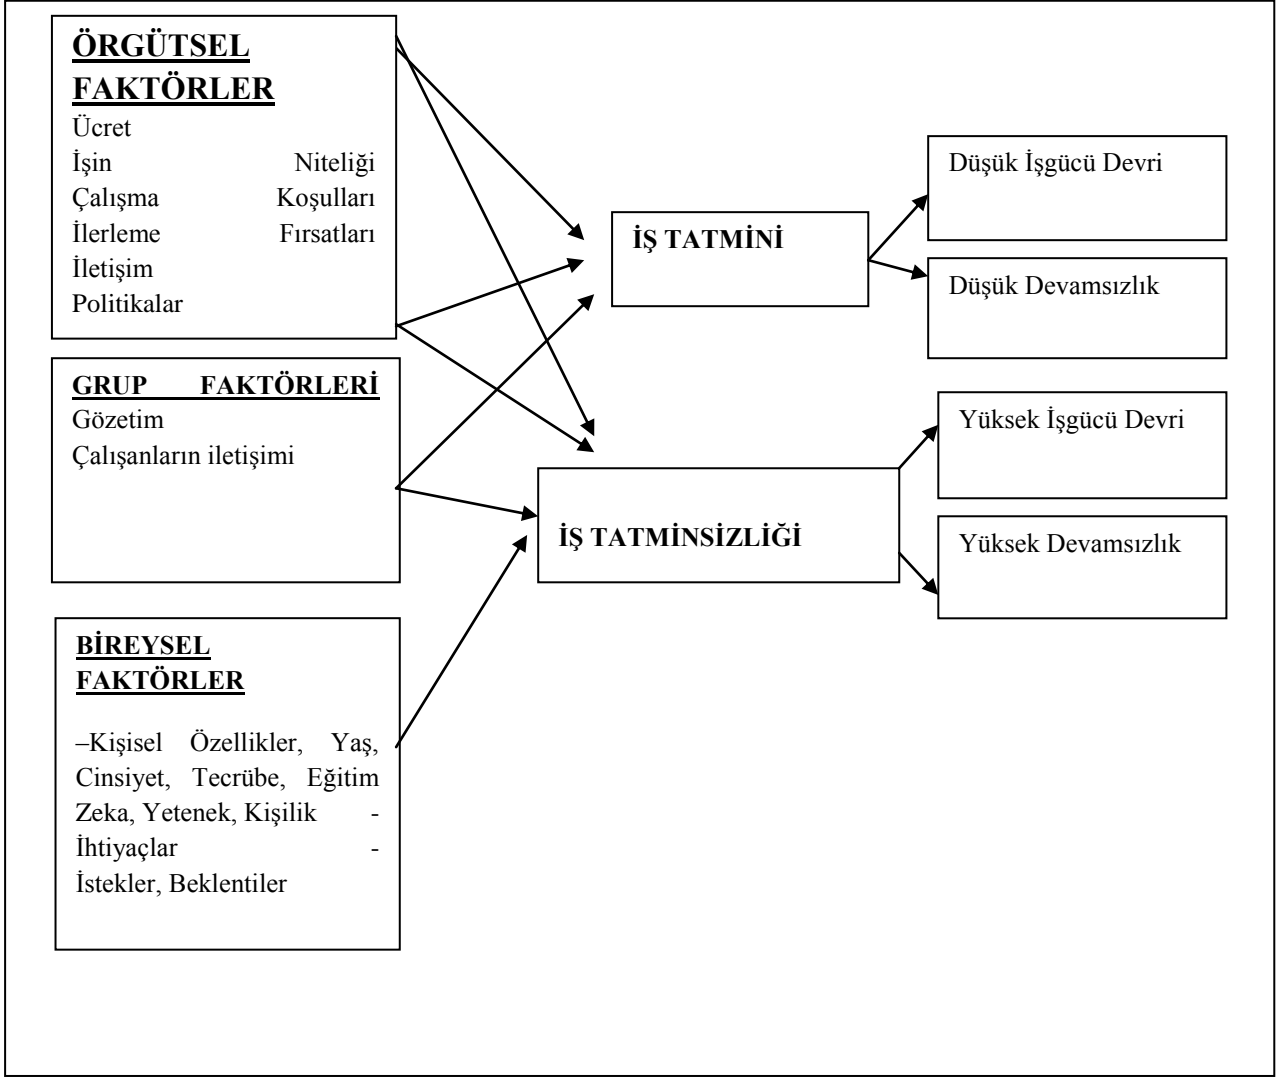 ÖRGÜTSEL
FAKTÖRLER
Ücret
İşin Niteliği
Çalışma Koşulları
İlerleme Fırsatları
İletişim
Politikalar
GRUP FAKTÖRLERİ
Gözetim
Çalışanların iletişimi
BİREYSEL
FAKTÖRLER
–Kişisel Özellikler, Yaş,
Cinsiyet, Tecrübe, Eğitim
Zeka, Yetenek, Kişilik -
İhtiyaçlar -
İstekler, Beklentiler
İŞ TATMİNİ
İŞ TATMİNSİZLİĞİ
Düşük İşgücü Devri
Düşük Devamsızlık
Yüksek İşgücü Devri
Yüksek Devamsızlık